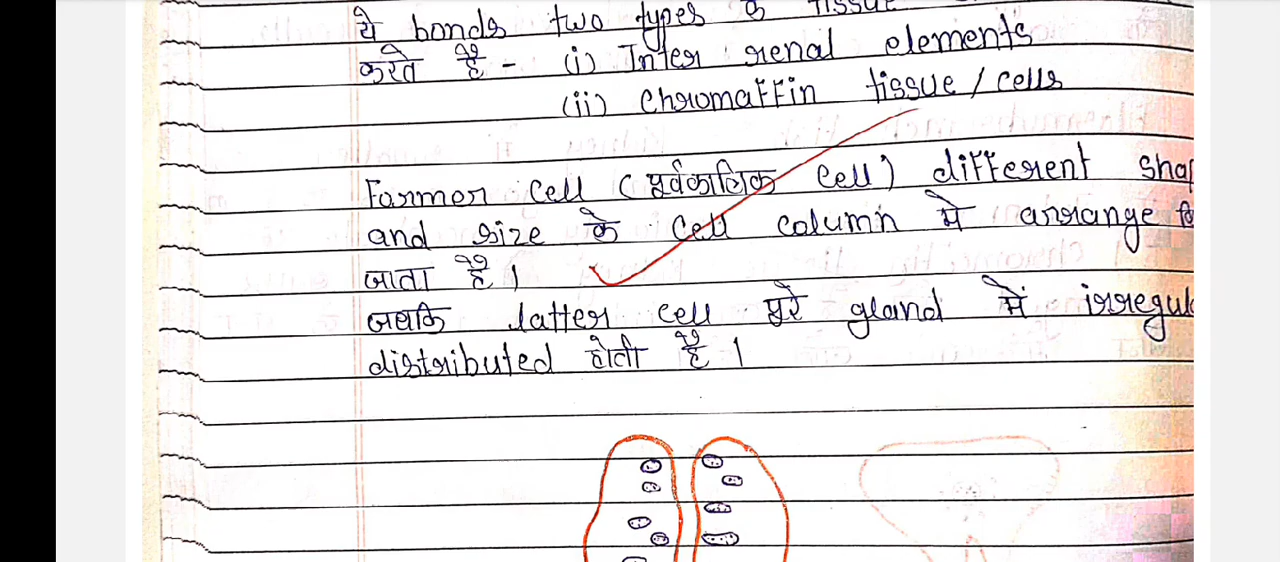 ये bonds two types के tissue
करते है - (i) Inter renal elements
(ii) Chromaffin tissue / cells
Former cell (पूर्वकालिक cell) different
and size के cell column मे arrange
जाता है।
जबकि latter cell पूरे gland में
distributed होती है।